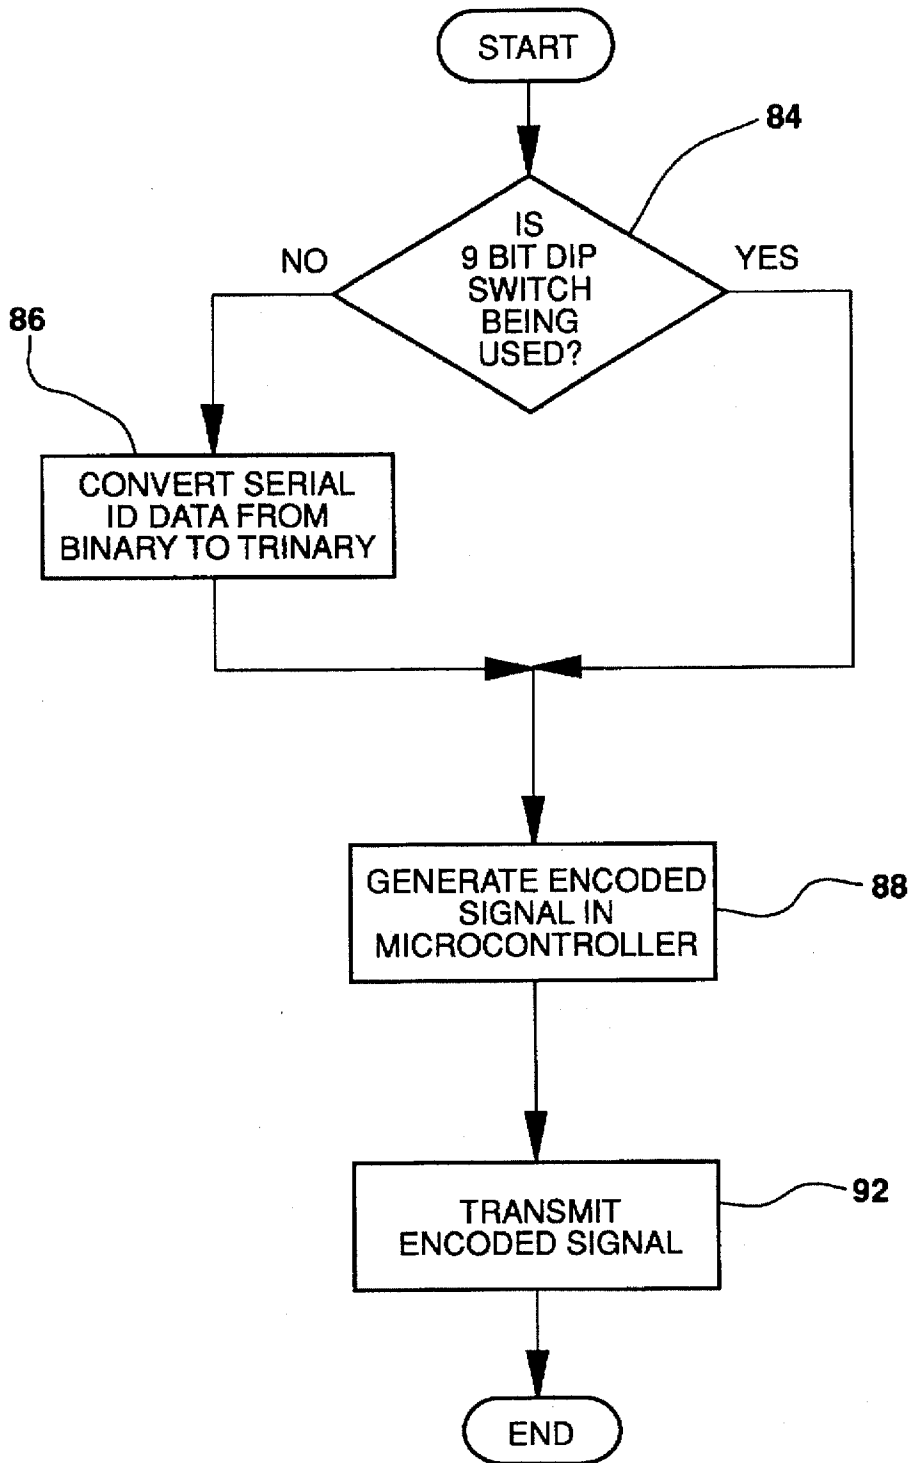 START
84
IS
9 BIT DIP
SWITCH
BEING
USED?
NO
YES
86
CONVERT SERIAL
ID DATA FROM
BINARY TO TRINARY
GENERATE ENCODED
SIGNAL IN
MICROCONTROLLER
88
TRANSMIT
ENCODED SIGNAL
92
END